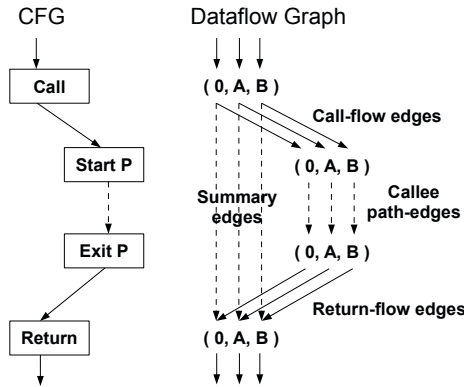 CFG Dataflow Graph
Call
( 0, A, B )
Call-flow edges
Start P
( 0, A, B )
Summary
edges
Callee
path-edges
Exit P
( 0, A, B )
Return-flow edges
Return
( 0, A, B )